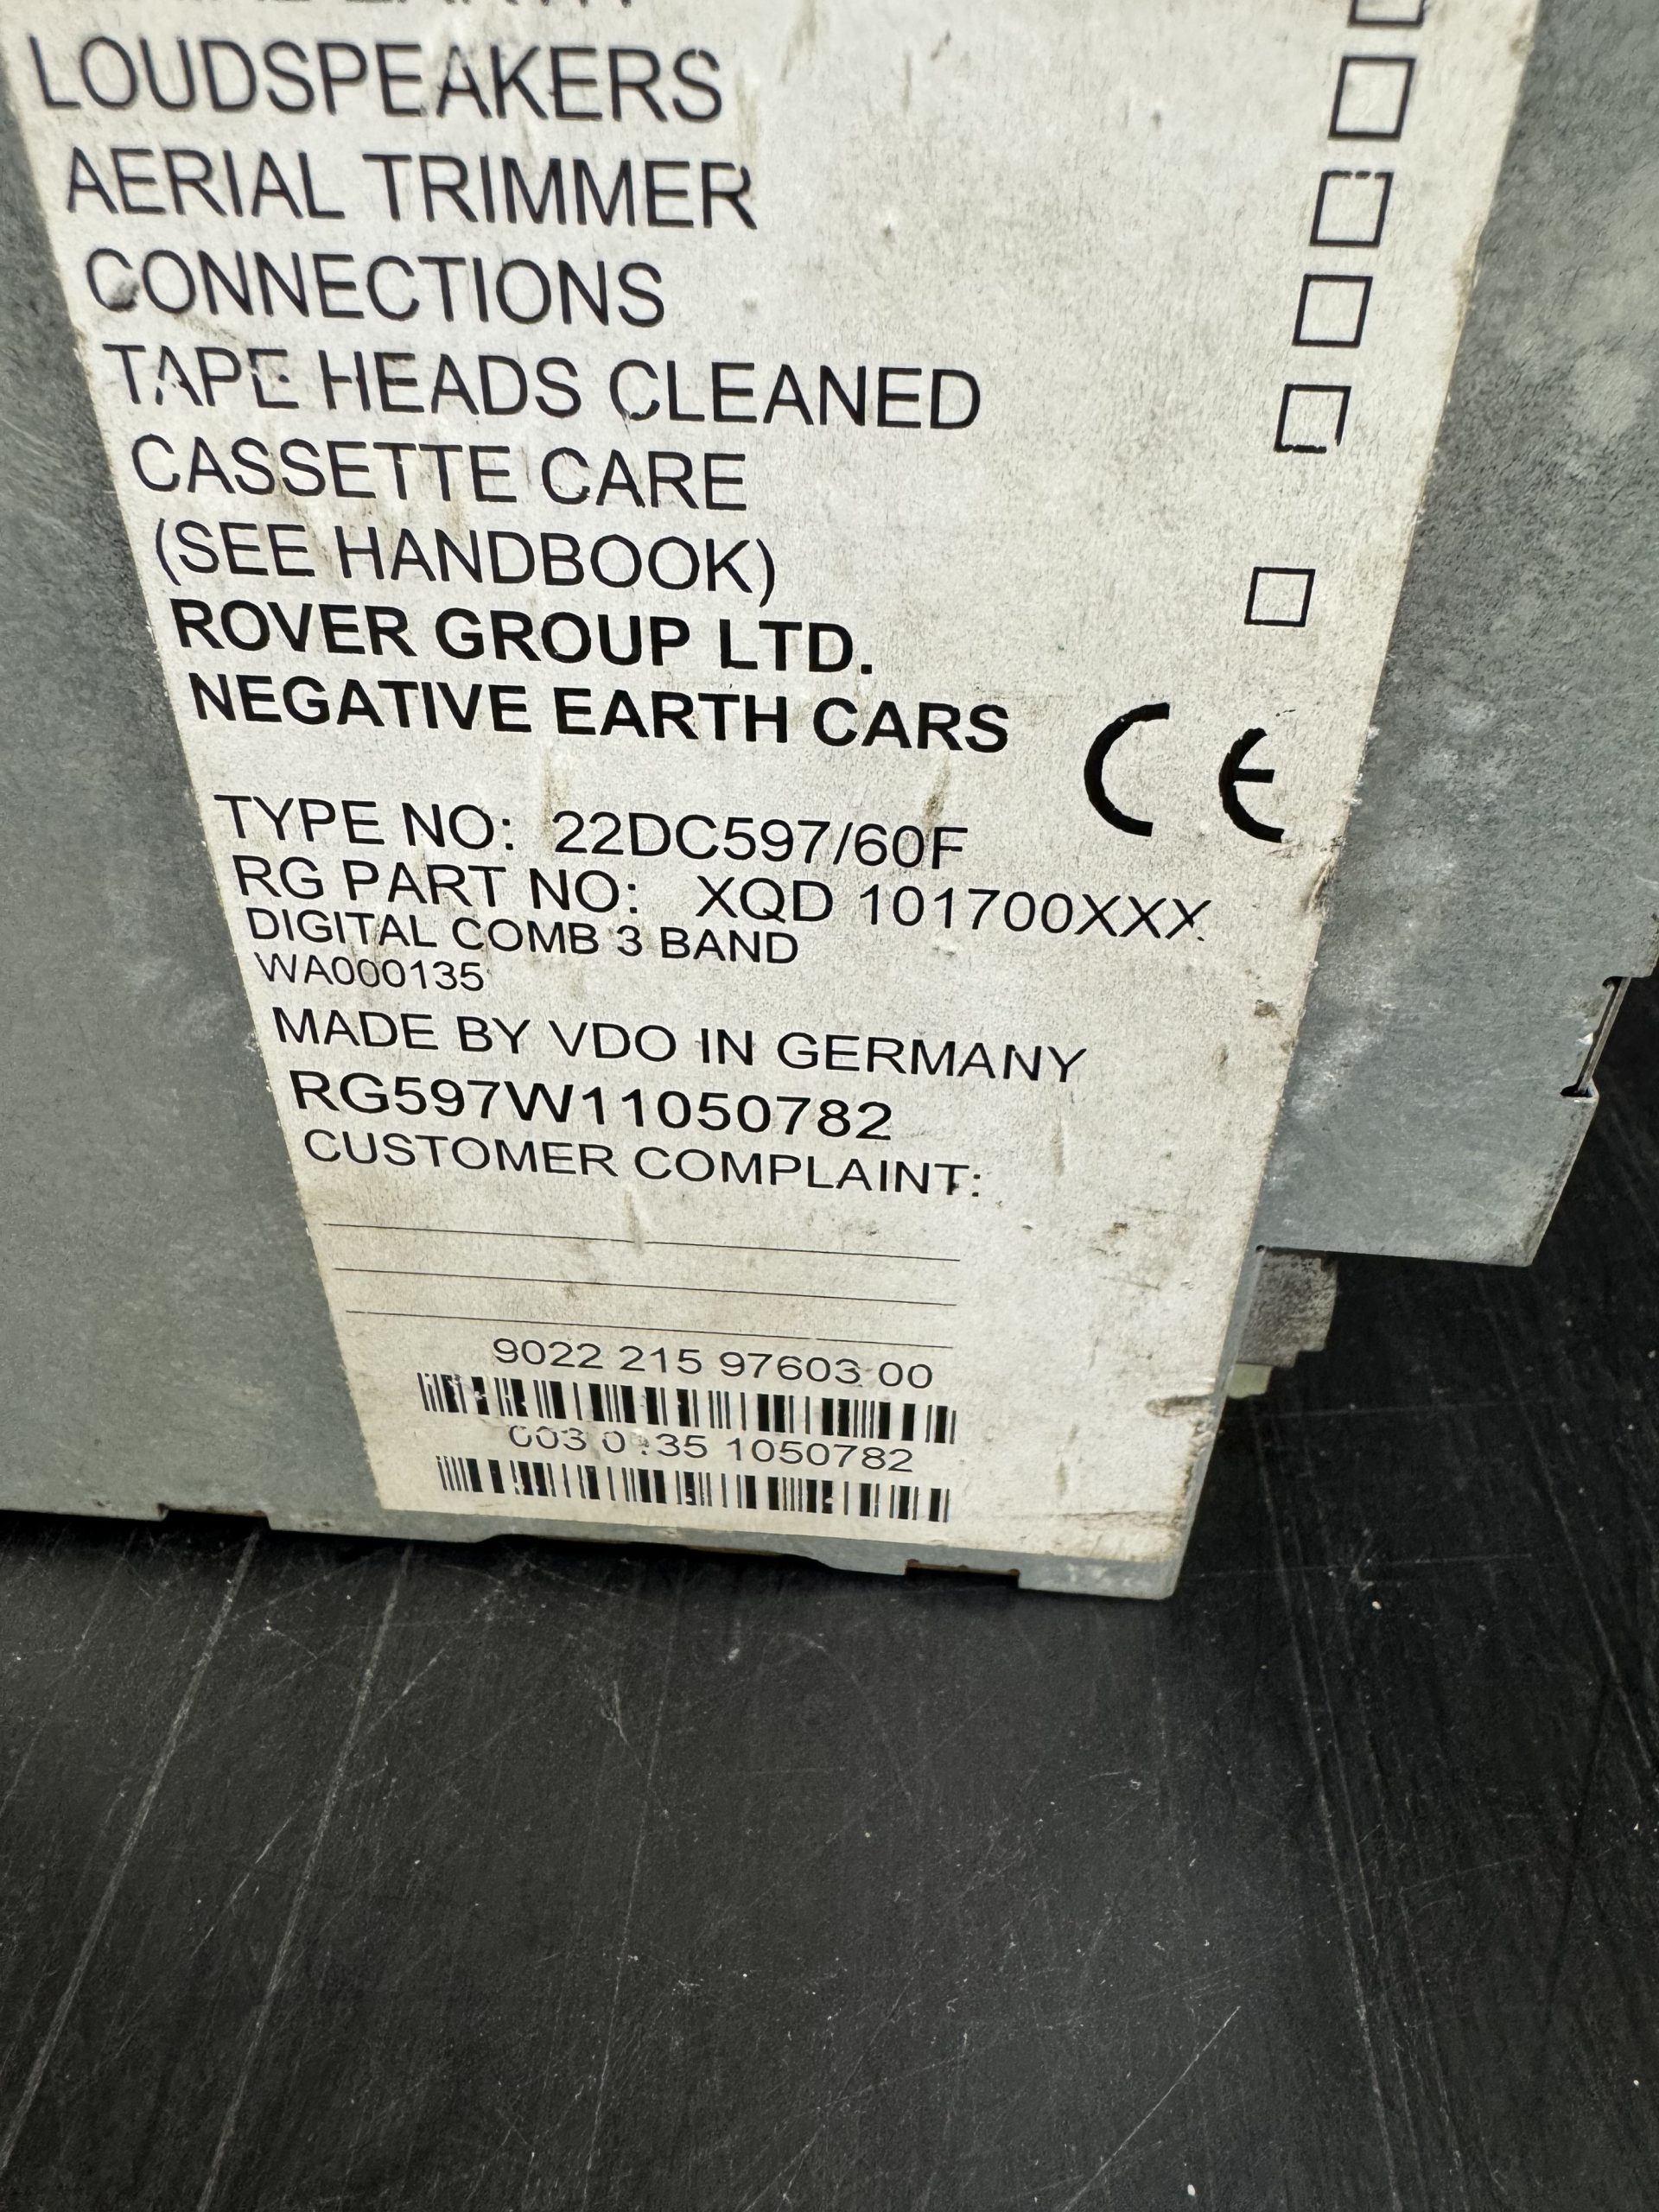 LOUDSPEAKERS
AERIAL TRIMMER
CONNECTIONS
TAPE HEADS CLEANED
CASSETTE CARE
(SEE HANDBOOK)
ROVER GROUP LTD.
NEGATIVE EARTH CARS
CE
TYPE NO: 22DC597/60F
RG PART NO: XQD 101700XXX
DIGITAL COMB 3 BAND
WA000135
MADE BY VDO IN GERMANY
RG597W11050782
CUSTOMER COMPLAINT:
9022 215 97603 00
003 0135 1050782